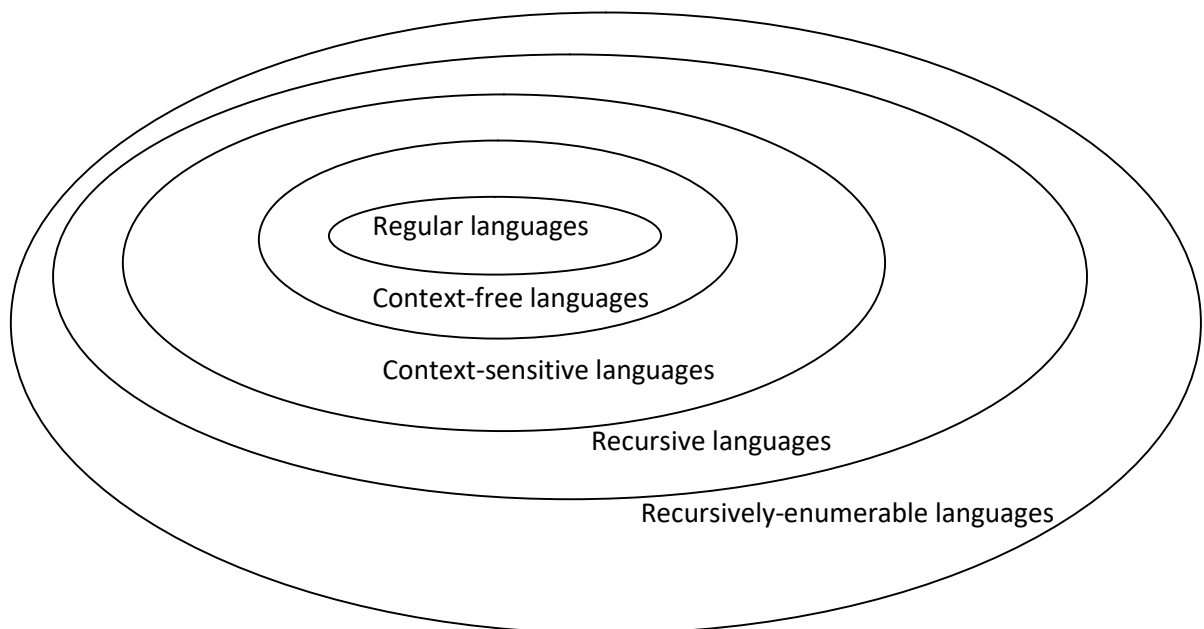 Regular languages
Context-free languages
Context-sensitive languages
Recursive languages
Recursively-enumerable languages